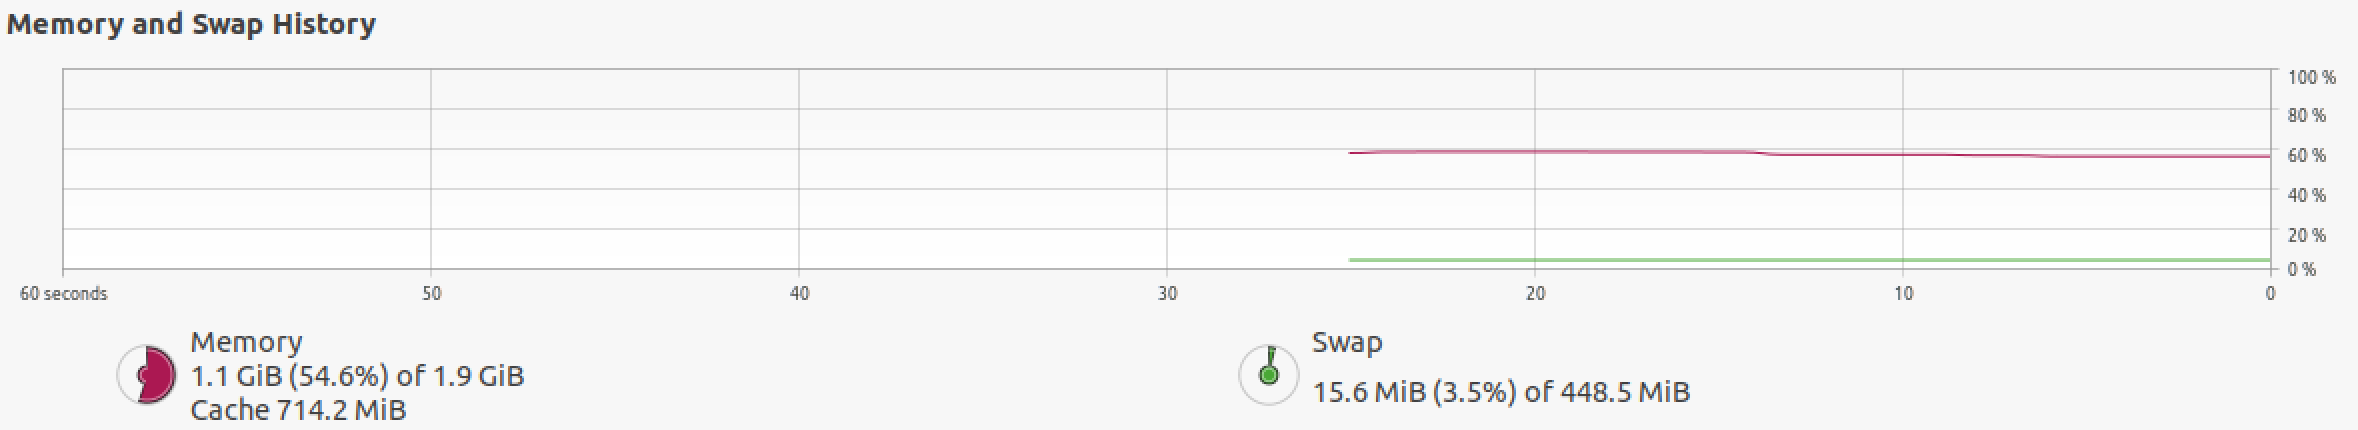 Memory and Swap History
100 %
80 %
60 %
40 %
20 %
0 %
60 seconds 50 40 30 20 10 0
Memory
1.1 GiB (54.6%) of 1.9 GiB
Cache 714.2 MiB
Swap
15.6 MiB (3.5%) of 448.5 MiB